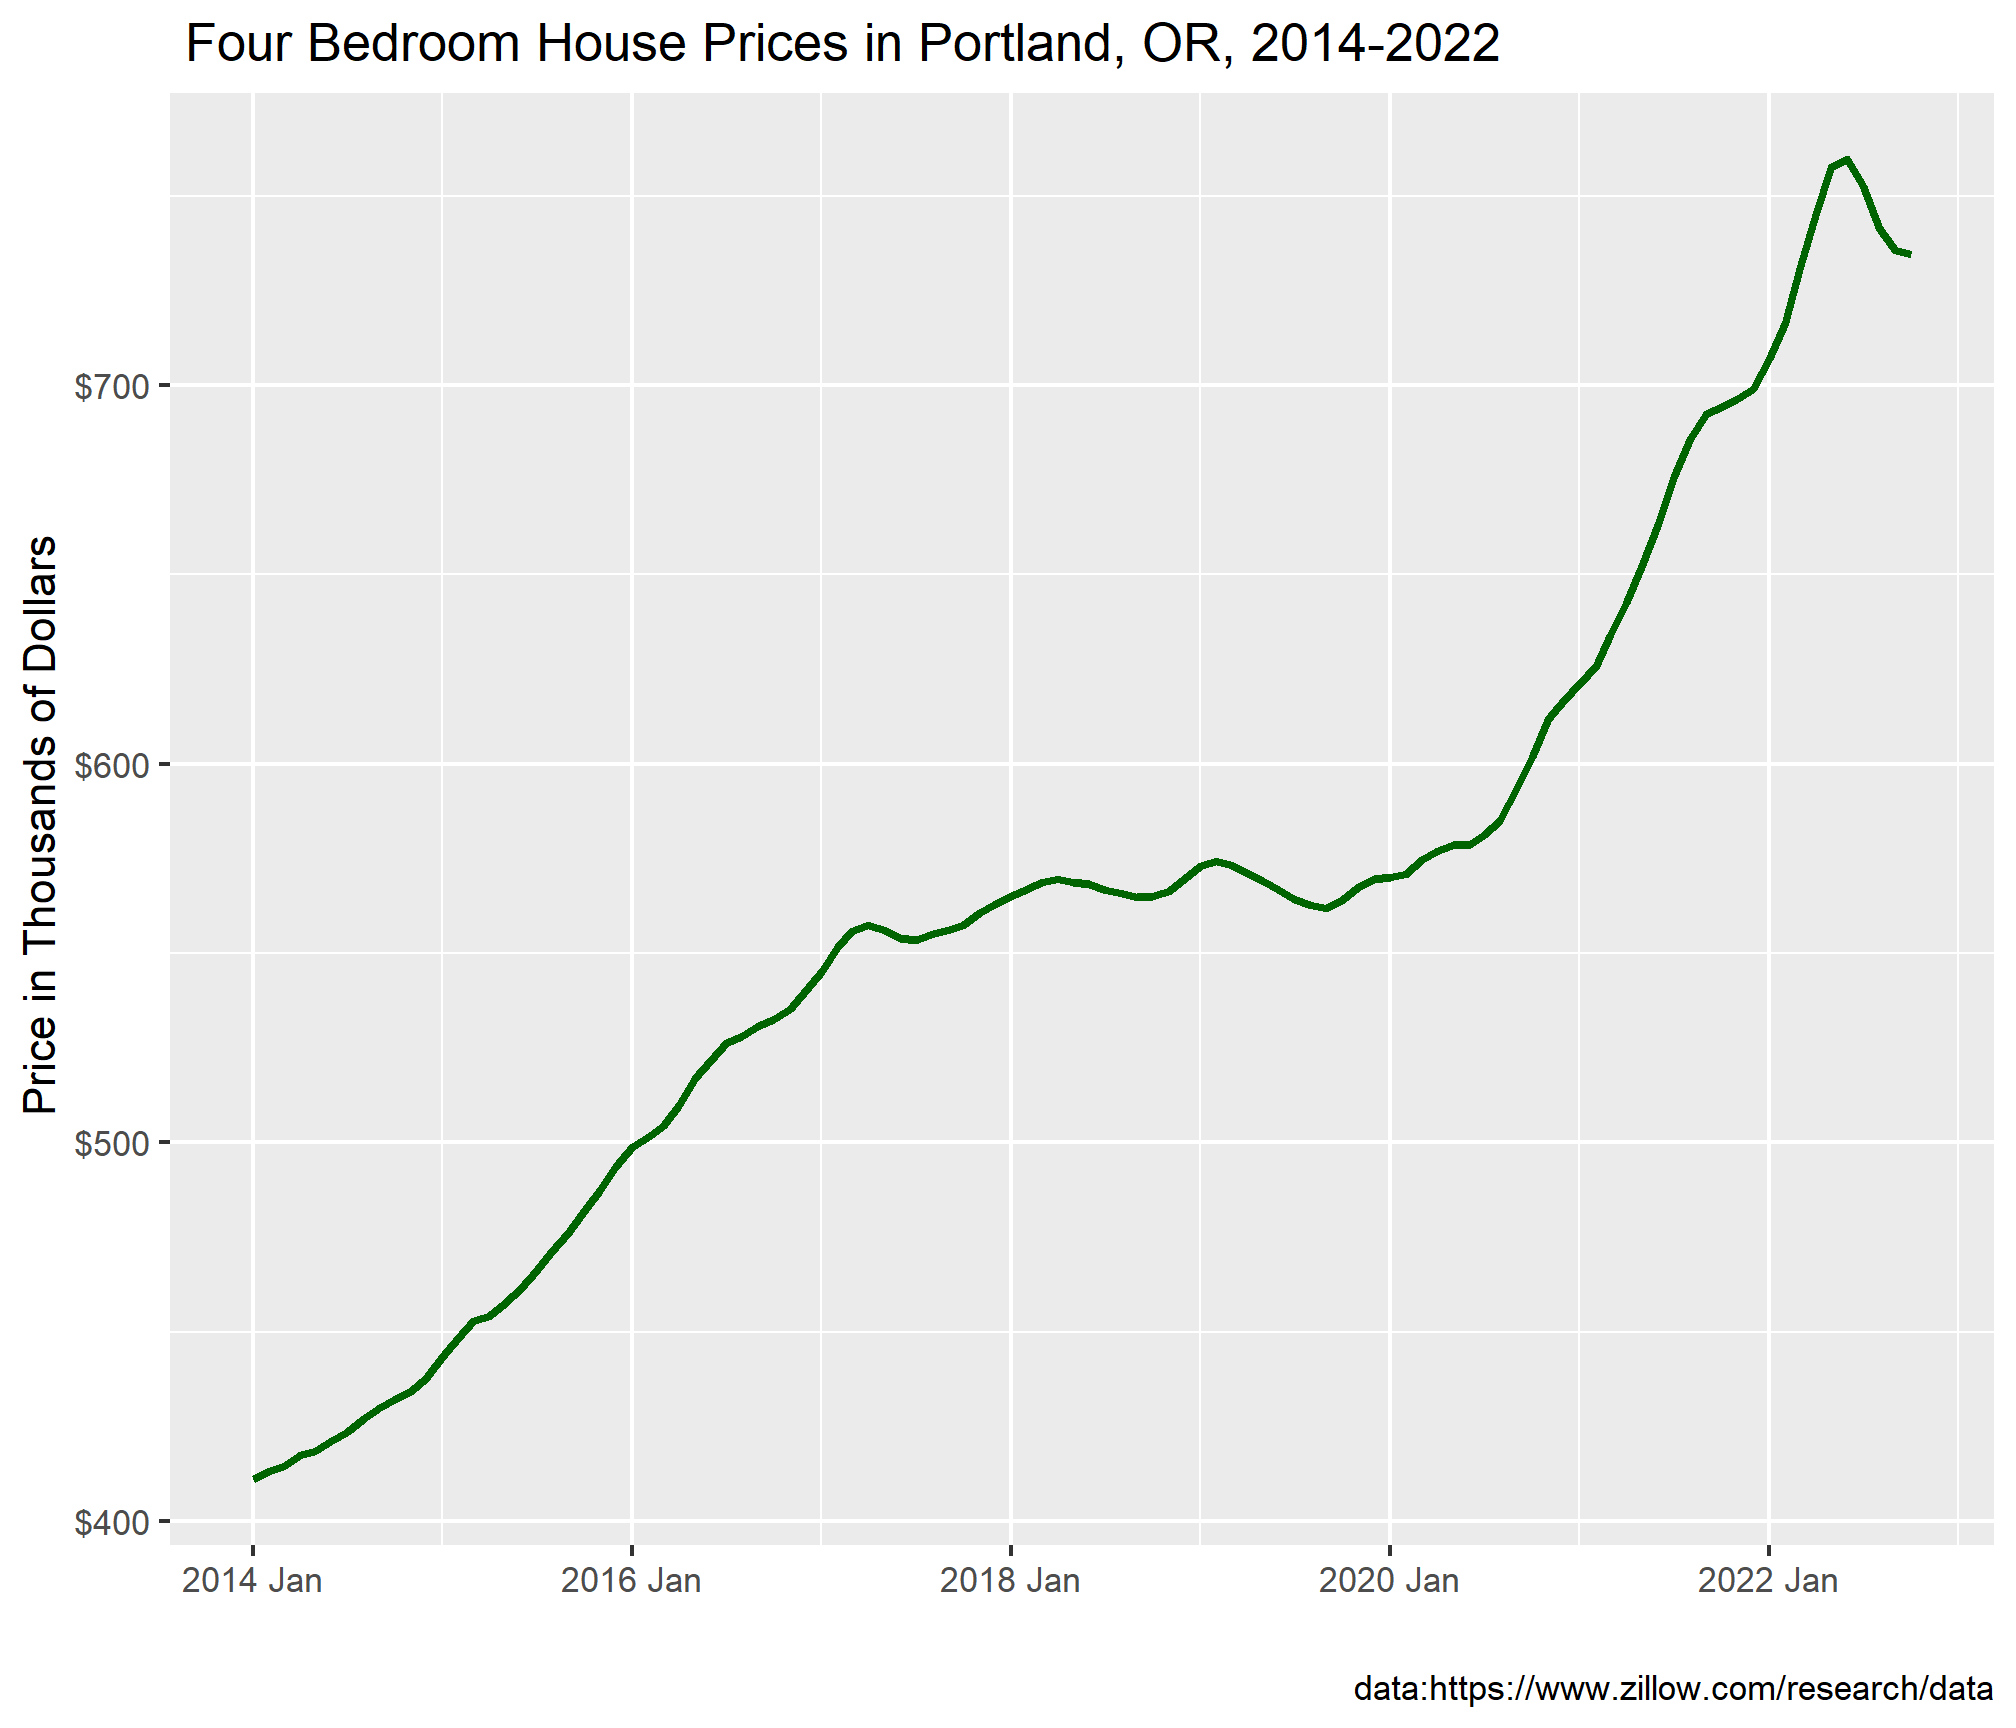 Four Bedroom House Prices in Portland, OR, 2014-2022
Price in Thousands of Dollars
$700
$600
$500
$400
2014 Jan
2016 Jan
2018 Jan
2020 Jan
2022 Jan
data:https://www.zillow.com/research/data